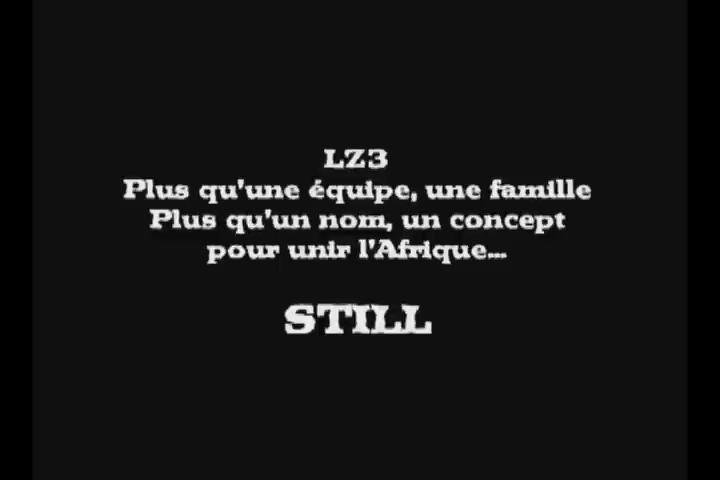 LZ3
Plus qu'une équipe, une famille
Plus qu'un nom, un concept
pour unir l'Afrique...
STILL